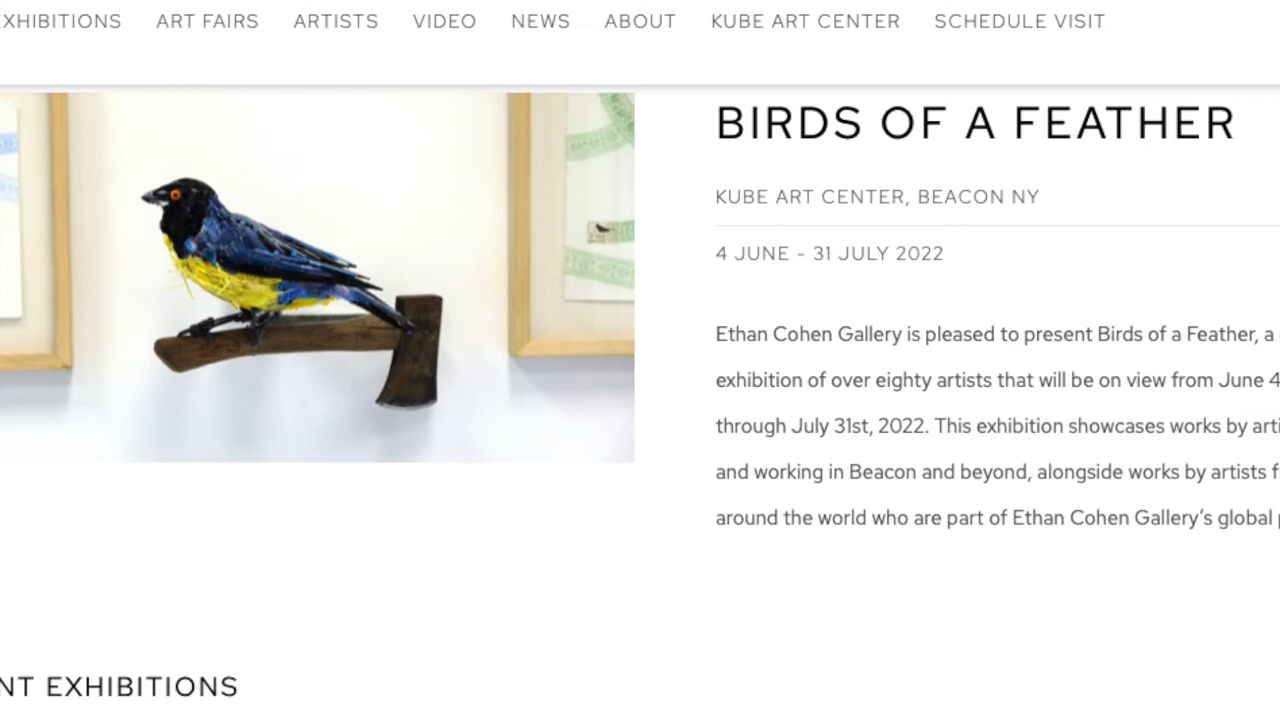 EXHIBITIONS ART FAIRS ARTISTS VIDEO NEWS ABOUT KUBE ART CENTER SCHEDULE VISIT
BIRDS OF A FEATHER
KUBE ART CENTER, BEACON NY
4 JUNE - 31 JULY 2022
Ethan Cohen Gallery is pleased to present Birds of a Feather, a
exhibition of over eighty artists that will be on view from June 4
through July 31st, 2022. This exhibition showcases works by
and working in Beacon and beyond, alongside works by artists
around the world who are part of Ethan Cohen Gallery’s global
EXHIBITIONS